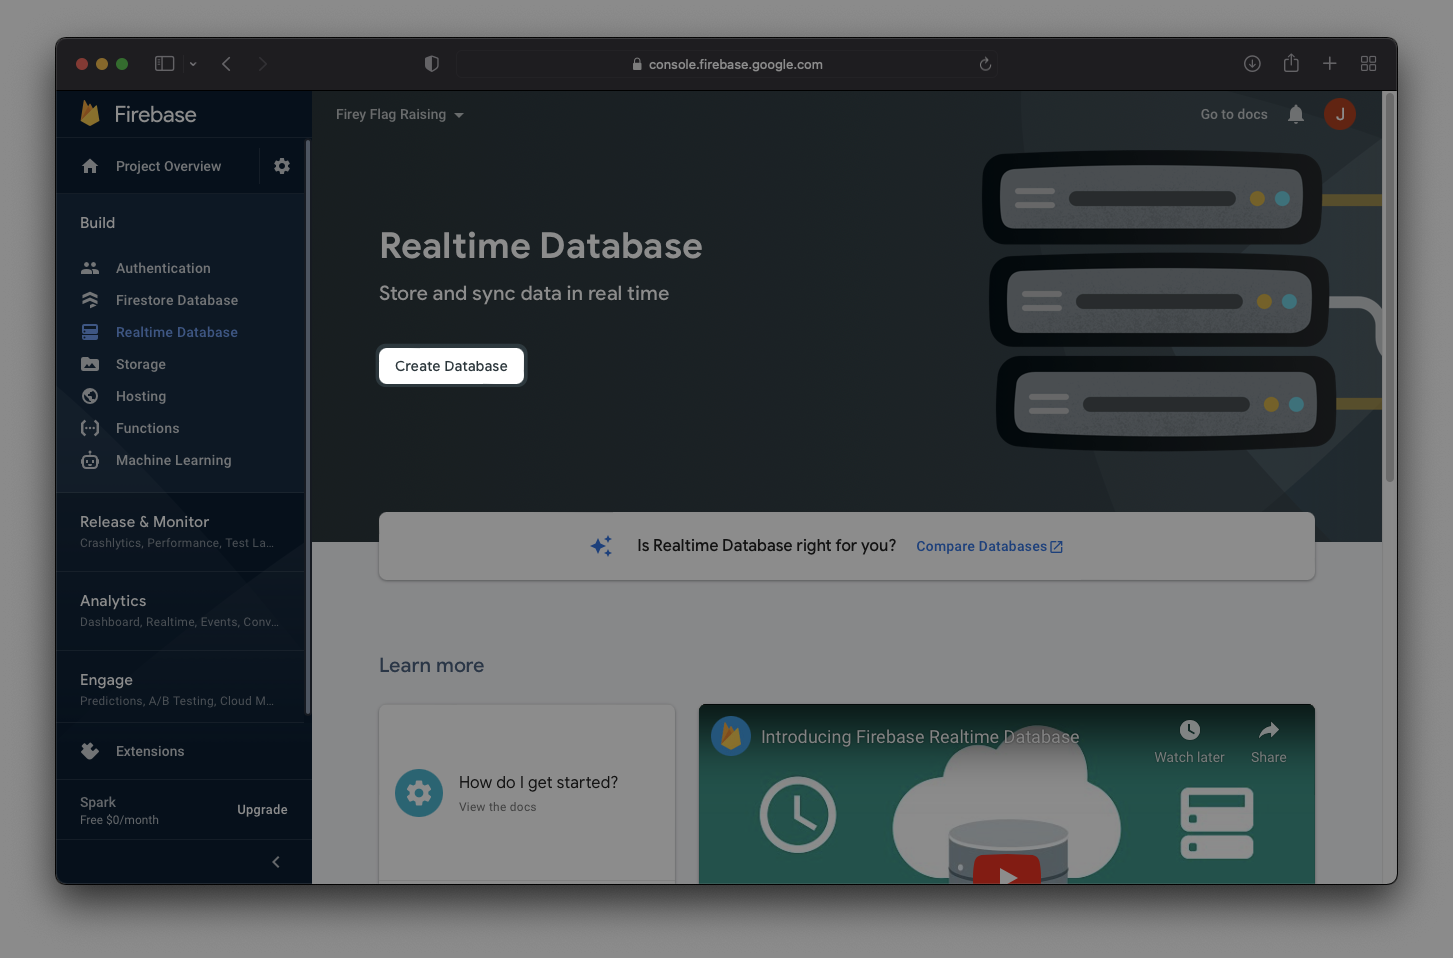 console.firebase.google.com
Firebase
Firey Flag Raising
Go to docs
J
Project Overview
Build
Authentication
Firestore Database
Realtime Database
Storage
Hosting
Functions
Machine Learning
Release & Monitor
Crashlytics, Performance, Test La...
Analytics
Dashboard, Realtime, Events, Conv...
Engage
Predictions, A/B Testing, Cloud M...
Extensions
Spark
Free $0/month
Upgrade
Realtime Database
Store and sync data in real time
Create Database
Is Realtime Database right for you?
Compare Databases
Learn more
How do I get started?
View the docs
Introducing Firebase Realtime Database
Watch later
Share